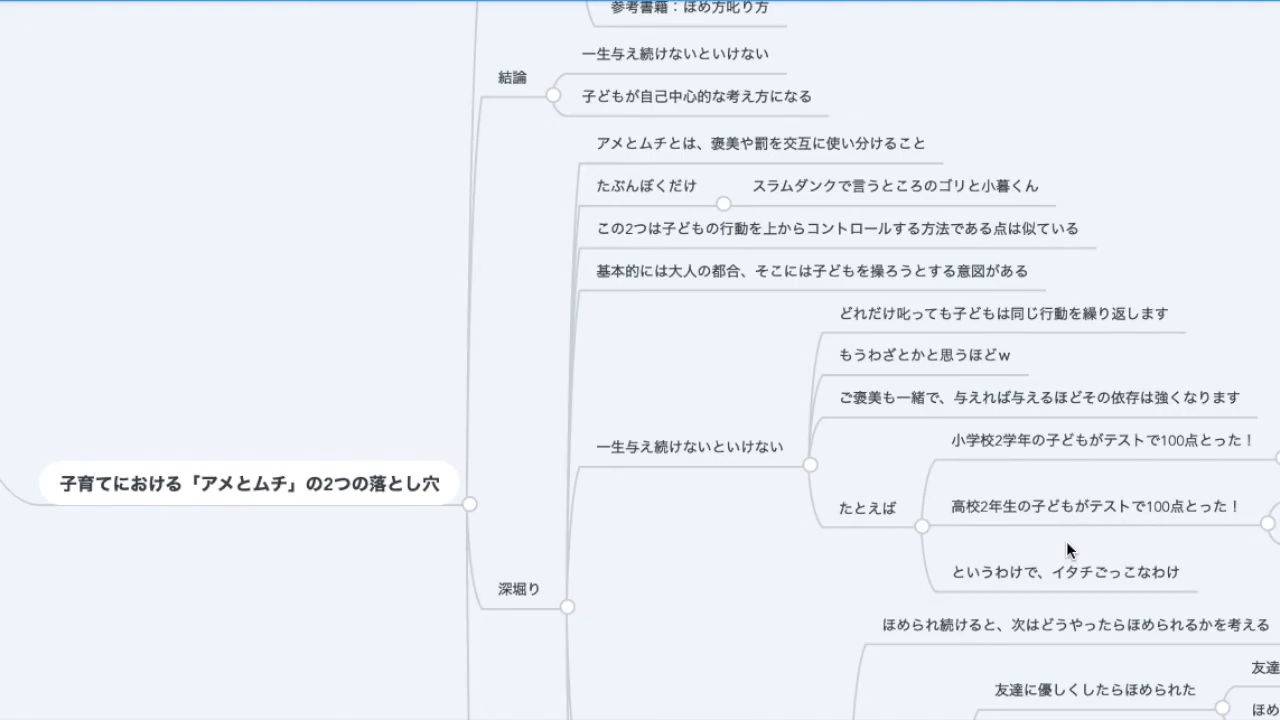 参考書籍：ほめ方叱り方
結論
一生与え続けないといけない
子どもが自己中心的な考え方になる
アメとムチとは、褒美や罰を交互に使い分けること
たぶんぼくだけ
スラムダンクで言うところのゴリと小暮くん
この2つは子どもの行動を上からコントロールする方法である点は似ている
基本的には大人の都合、そこには子どもを操ろうとする意図がある
どれだけ叱っても子どもは同じ行動を繰り返します
もうわざとかと思うほどw
ご褒美も一緒で、与えれば与えるほどその依存は強くなります
一生与え続けないといけない
小学校2学年の子どもがテストで100点とった！
たとえば
高校2年生の子どもがテストで100点とった！
というわけで、イタチごっこなわけ
子育てにおける「アメとムチ」の2つの落とし穴
深堀り
ほめられ続けると、次はどうやったらほめられるかを考える
友達
友達に優しくしたらほめられた
ほめ